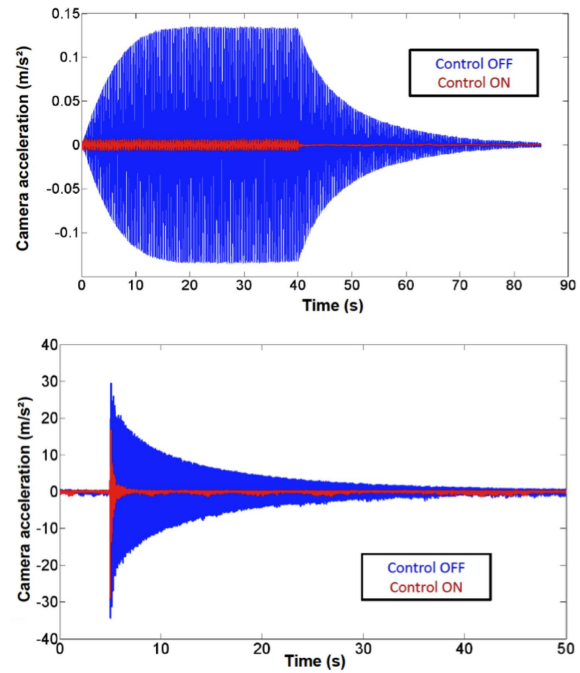 0.15
0.1
0.05
0
-0.05
-0.1
Camera acceleration (m/s²)
Control OFF
Control ON
0 10 20 30 40 50 60 70 80 90
Time (s)
40
30
20
10
0
-10
-20
-30
-40
Camera acceleration (m/s²)
Control OFF
Control ON
0 10 20 30 40 50
Time (s)